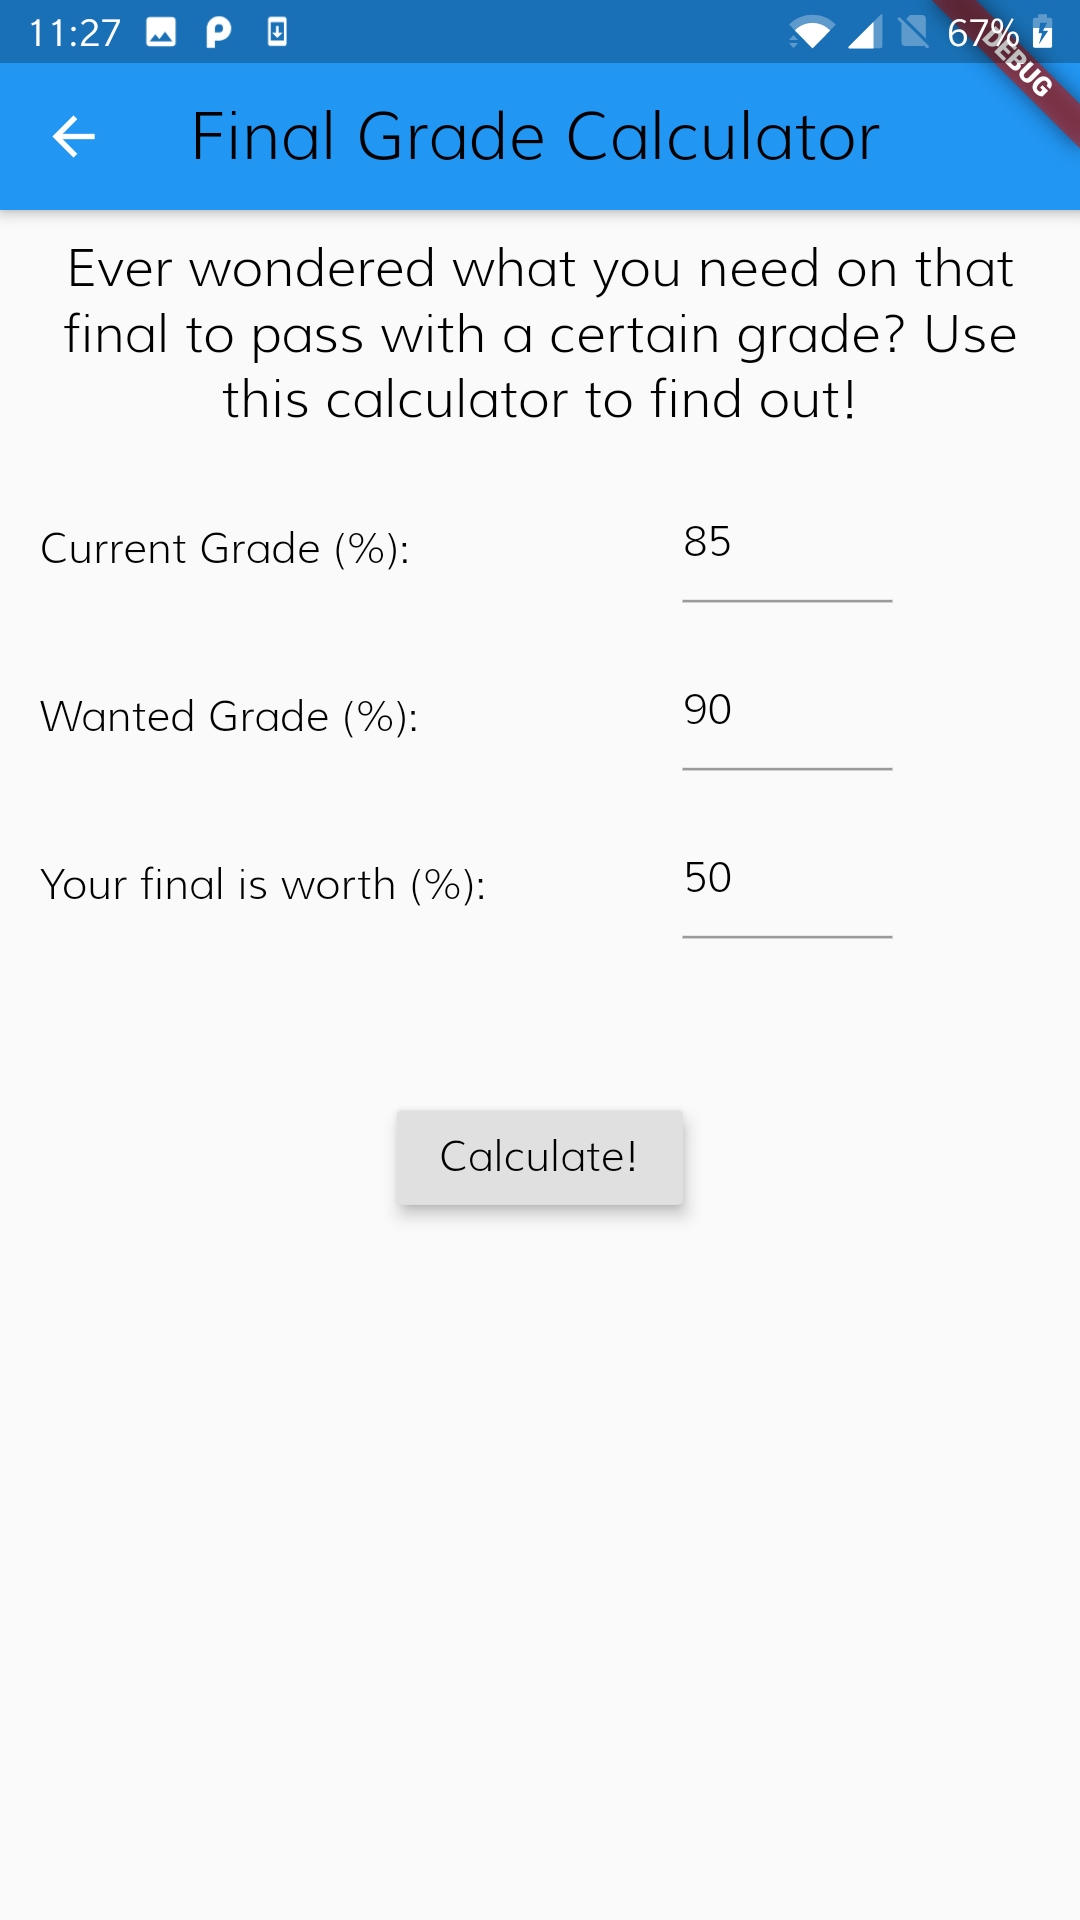 11:27 67%
DEBUG
Final Grade Calculator
Ever wondered what you need on that
final to pass with a certain grade? Use
this calculator to find out!
Current Grade (%): 85
Wanted Grade (%): 90
Your final is worth (%): 50
Calculate!